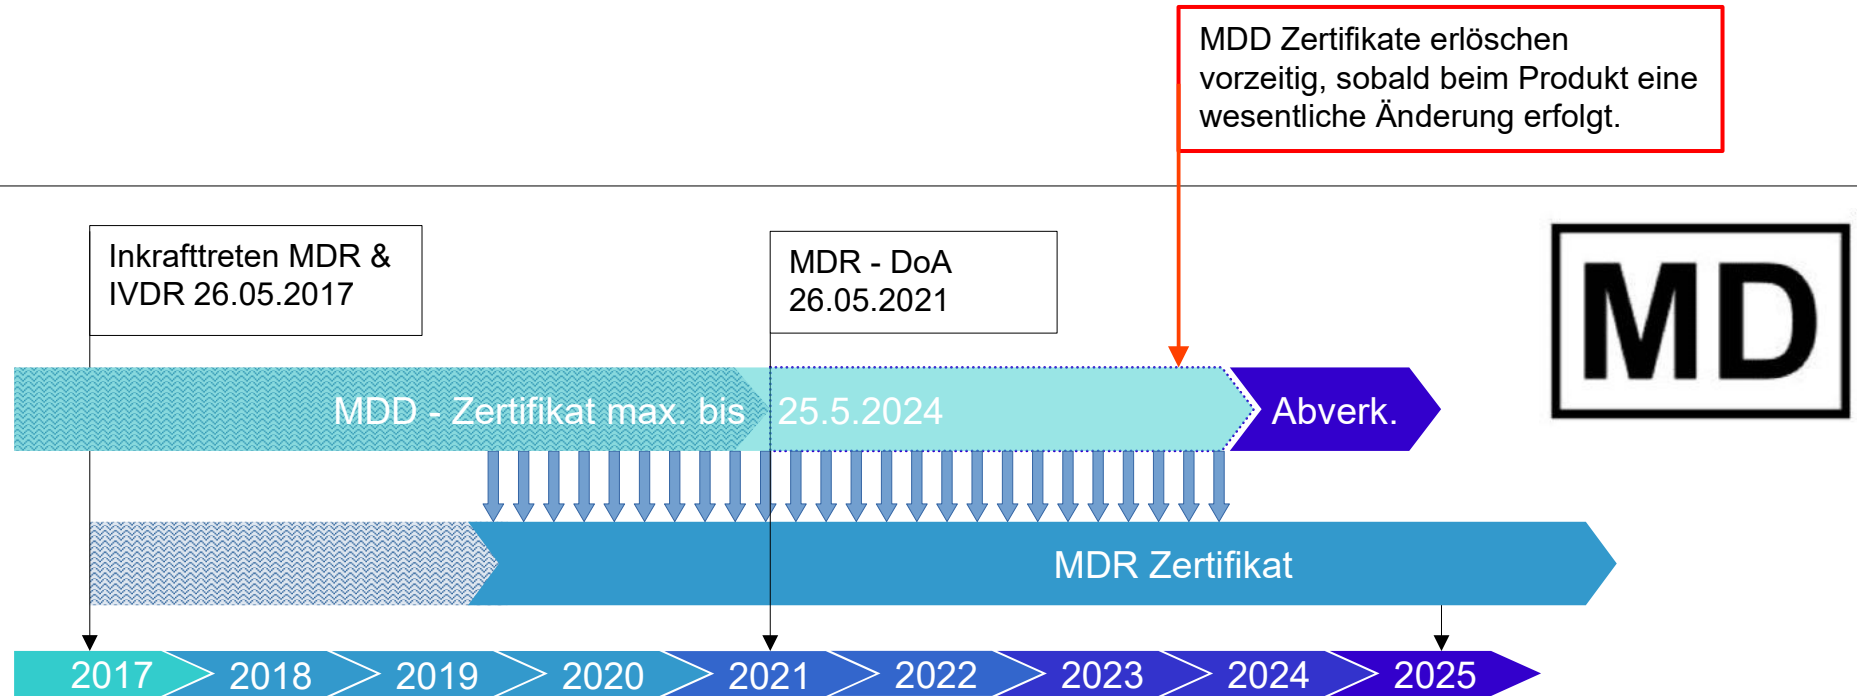 MDD Zertifikate erlöschen
vorzeitig, sobald beim Produkt eine
wesentliche Änderung erfolgt.
Inkrafttreten MDR &
IVDR 26.05.2017
MDR - DoA
26.05.2021
MD
MDD - Zertifikat max. bis 25.5.2024
Abverk.
MDR Zertifikat
2017 2018 2019 2020 2021 2022 2023 2024 2025